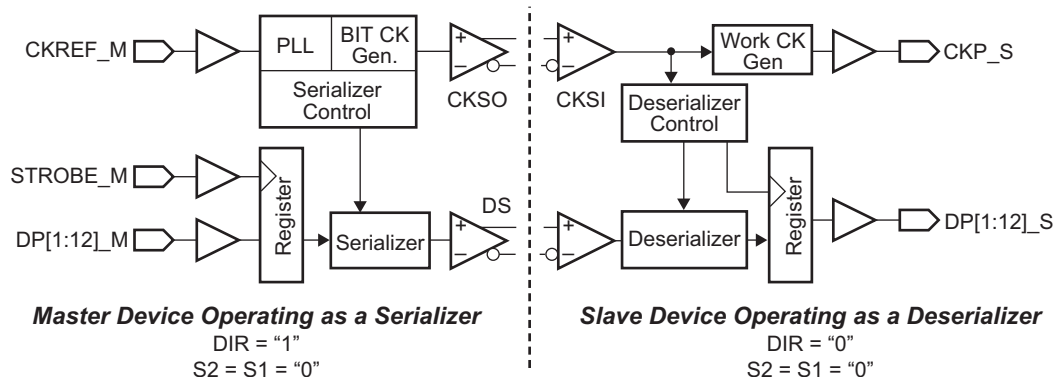 CKREF_M
PLL
BIT CK
Gen.
Serializer
Control
+
−
CKSO
+
−
CKSI
Work CK
Gen
CKP_S
Deserializer
Control
STROBE_M
DP[1:12]_M
Register
Serializer
DS
+
−
+
−
Deserializer
Register
DP[1:12]_S
Master Device Operating as a Serializer
DIR = “1”
S2 = S1 = “0”
Slave Device Operating as a Deserializer
DIR = “0”
S2 = S1 = “0”